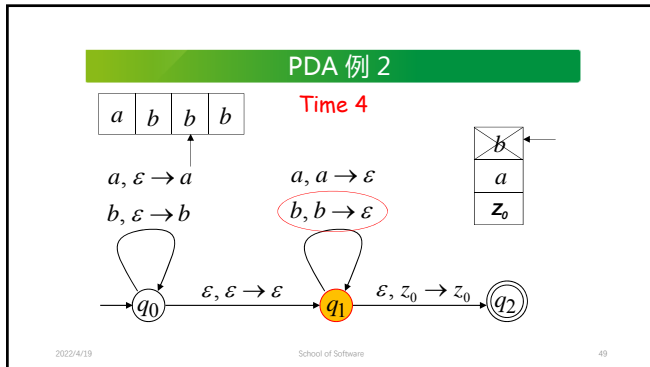 PDA 例 2
Time 4
a b b b
b
a
z₀
a, ε → a
b, ε → b
a, a → ε
b, b → ε
ε, ε → ε
ε, z₀ → z₀
q₀
q₁
q₂
2022/4/19
School of Software
49